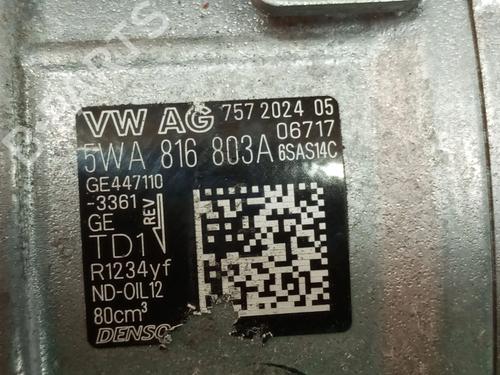 VW AG 757 2024 05
06717
5WA 816 803A 6SAS14C
GE447110
-3361
GE
REV
TD1
R1234yf
ND-OIL12
80cm³
DENSO